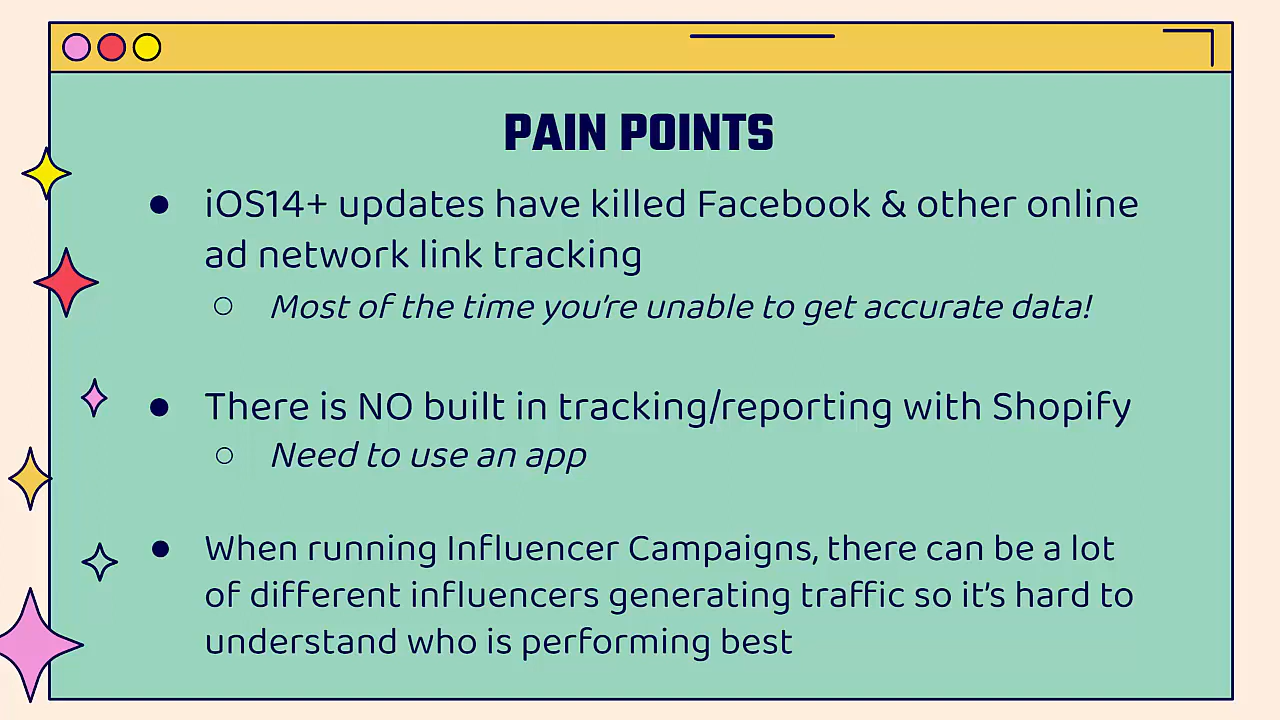 PAIN POINTS
● iOS14+ updates have killed Facebook & other online
ad network link tracking
○ Most of the time you're unable to get accurate data!
● There is NO built in tracking/reporting with Shopify
○ Need to use an app
● When running Influencer Campaigns, there can be a lot
of different influencers generating traffic so it's hard to
understand who is performing best